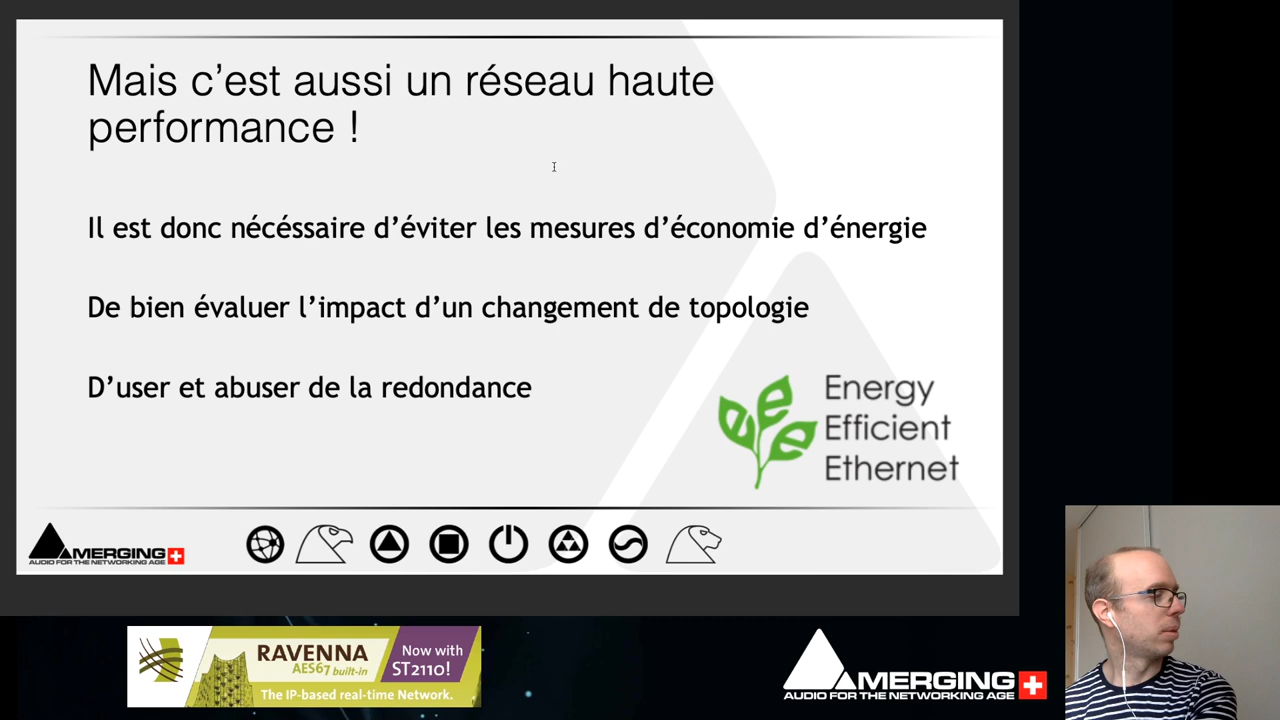 Mais c’est aussi un réseau haute
performance !
Il est donc nécéssaire d’éviter les mesures d’économie d’énergie
De bien évaluer l’impact d’un changement de topologie
D’user et abuser de la redondance
eee
Energy
Efficient
Ethernet
MERGING
AUDIO FOR THE NETWORKING AGE
RAVENNA
AES67 built-in
Now with
ST2110!
The IP-based real-time Network.
MERGING
AUDIO FOR THE NETWORKING AGE